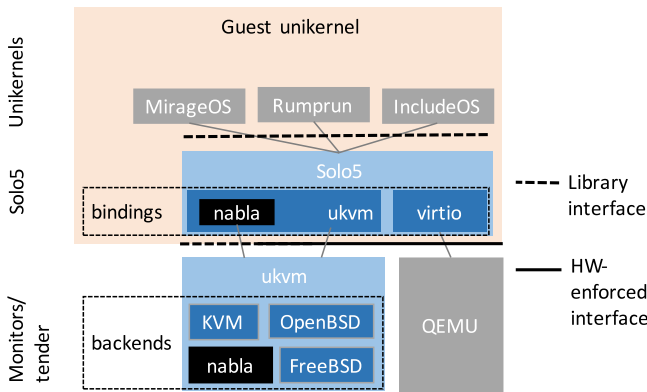 Unikernels
Guest unikernel
MirageOS
Rumprun
IncludeOS
Solo5
Solo5
bindings
nabla
ukvm
virtio
Library
interface
Monitors/
tender
ukvm
backends
KVM
OpenBSD
nabla
FreeBSD
QEMU
HW-
enforced
interface